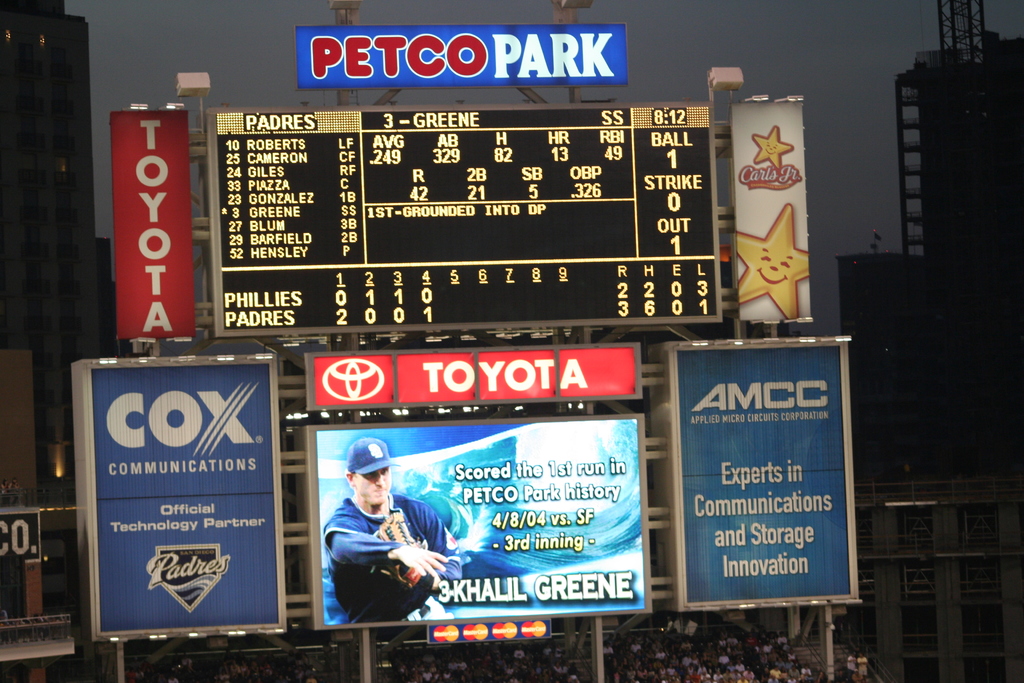 PETCO PARK
TOYOTA
PADRES 3 - GREENE SS 8:12
10 ROBERTS LF
25 CAMERON CF
24 GILES RF
33 PIAZZA C
23 GONZALEZ 1B
* 3 GREENE SS
27 BLUM 3B
29 BARFIELD 2B
52 HENSLEY P
AVG AB H HR RBI
.249 329 82 13 49
R 2B SB OBP
42 21 5 .326
1ST-GROUNDED INTO DP
BALL
1
STRIKE
0
OUT
1
1 2 3 4 5 6 7 8 9 R H E L
PHILLIES 0 1 1 0 2 2 0 3
PADRES 2 0 0 1 3 6 0 1
Carl's Jr.
TOYOTA
COX
COMMUNICATIONS
Official
Technology Partner
SAN DIEGO
Padres
Scored the 1st run in
PETCO Park history
4/8/04 vs. SF
- 3rd inning -
3-KHALIL GREENE
AMCC
APPLIED MICRO CIRCUITS CORPORATION
Experts in
Communications
and Storage
Innovation
CO.